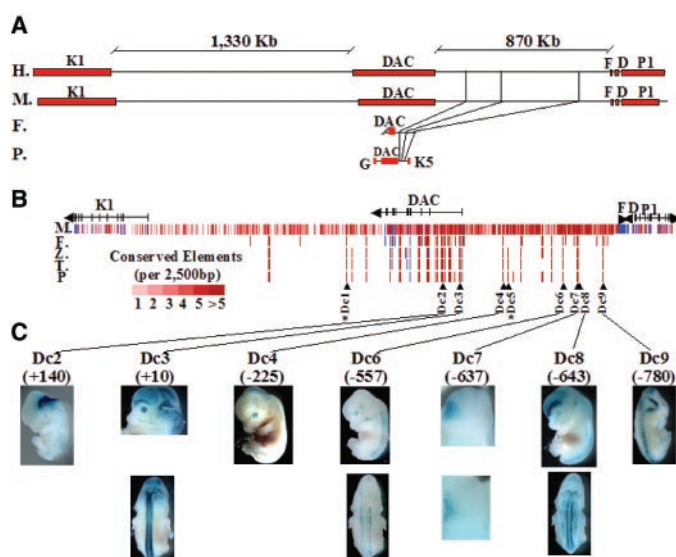 A
1,330 Kb
870 Kb
H.
K1
DAC
F D P1
M.
K1
DAC
F D P1
F.
DAC
P.
DAC
G
K5
B
K1
DAC
F D P1
M.
F.
Z.
T.
P
Conserved Elements
(per 2,500bp)
1 2 3 4 5 >5
*Dc1
Dc2
Dc3
Dc4
*Dc5
Dc6
Dc7
Dc8
Dc9
C
Dc2 Dc3 Dc4 Dc6 Dc7 Dc8 Dc9
(+140) (+10) (-225) (-557) (-637) (-643) (-780)